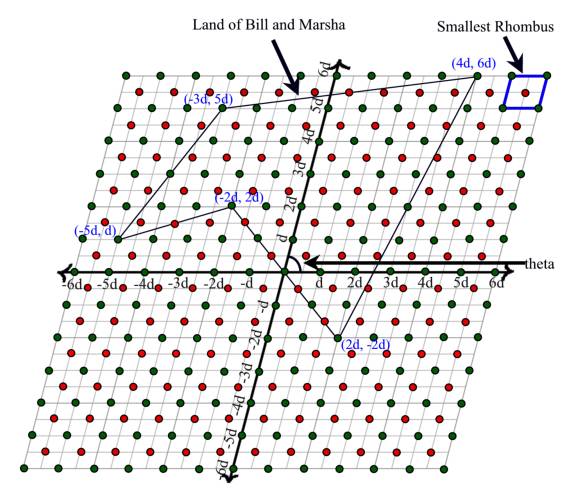 Land of Bill and Marsha
Smallest Rhombus
(4d, 6d)
6d
(-3d, 5d)
5d
4d
3d
(-2d, 2d)
2d
(-5d, d)
d
theta
-6d -5d -4d -3d -2d -d d 2d 3d 4d 5d 6d
-d
(2d, -2d)
-2d
-3d
-4d
-5d
-6d